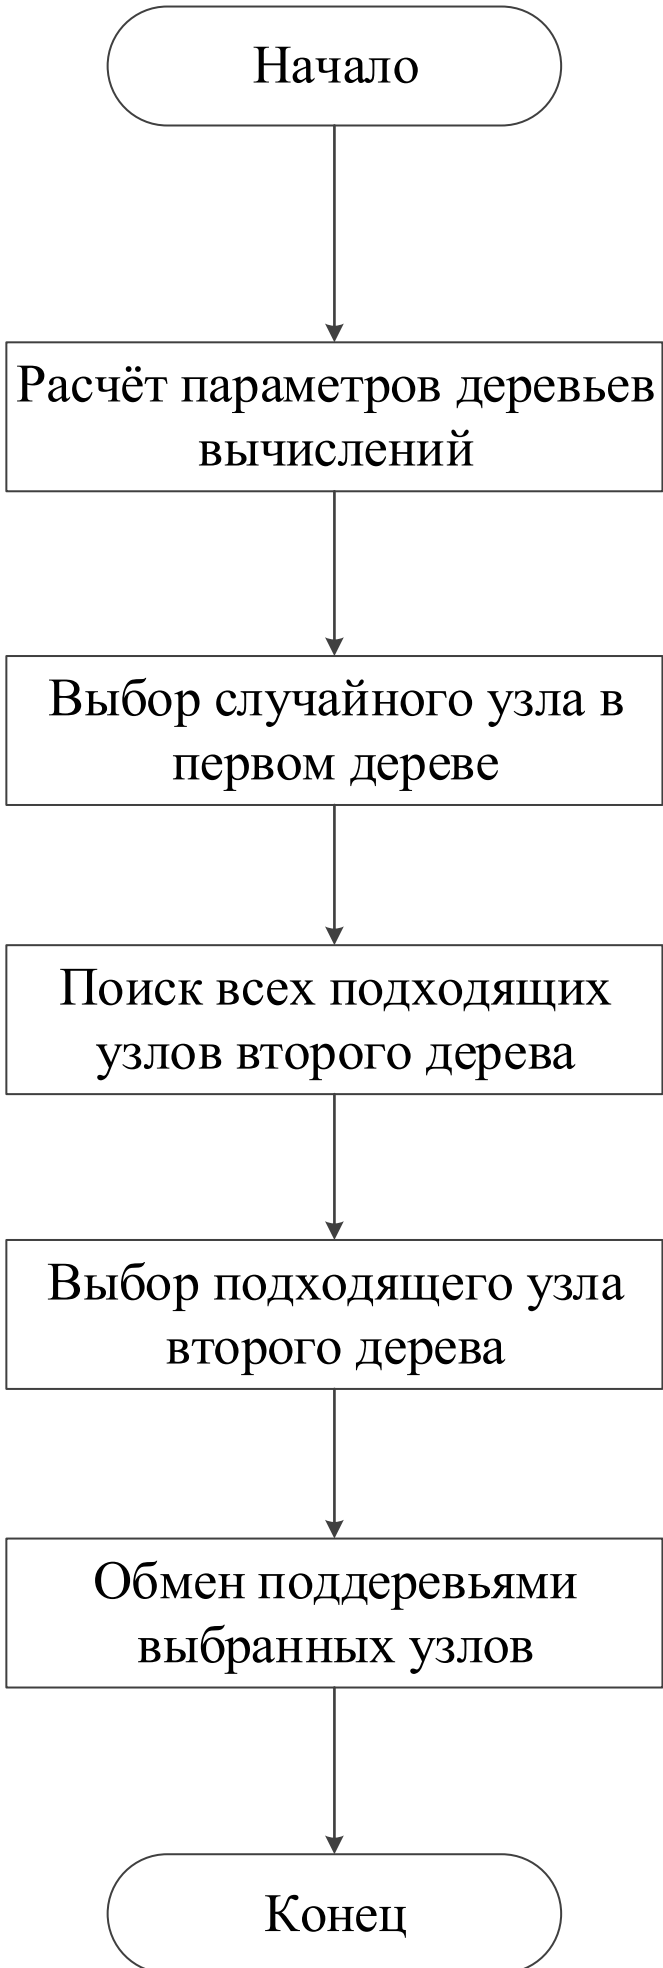 Начало
Расчёт параметров деревьев
вычислений
Выбор случайного узла в
первом дереве
Поиск всех подходящих
узлов второго дерева
Выбор подходящего узла
второго дерева
Обмен поддеревьями
выбранных узлов
Конец